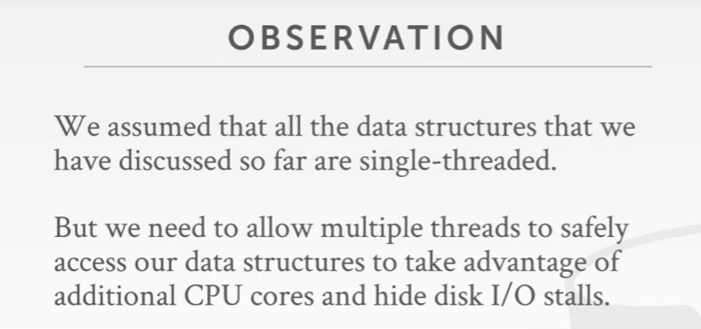 OBSERVATION
We assumed that all the data structures that we
have discussed so far are single-threaded.
But we need to allow multiple threads to safely
access our data structures to take advantage of
additional CPU cores and hide disk I/O stalls.